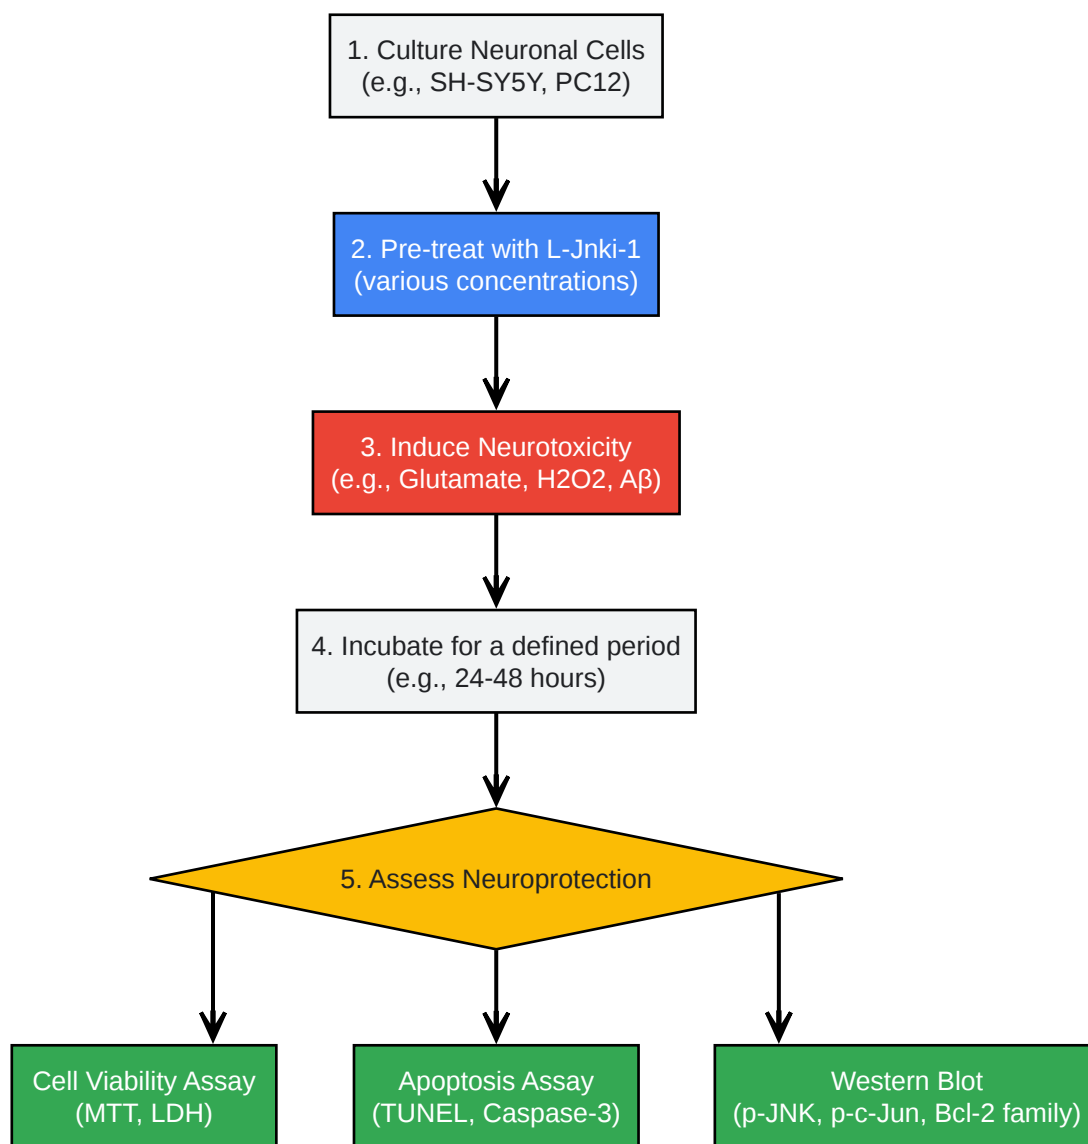 1. Culture Neuronal Cells
(e.g., SH-SY5Y, PC12)
2. Pre-treat with L-Jnki-1
(various concentrations)
3. Induce Neurotoxicity
(e.g., Glutamate, H2O2, Aβ)
4. Incubate for a defined period
(e.g., 24-48 hours)
5. Assess Neuroprotection
Cell Viability Assay
(MTT, LDH)
Apoptosis Assay
(TUNEL, Caspase-3)
Western Blot
(p-JNK, p-c-Jun, Bcl-2 family)